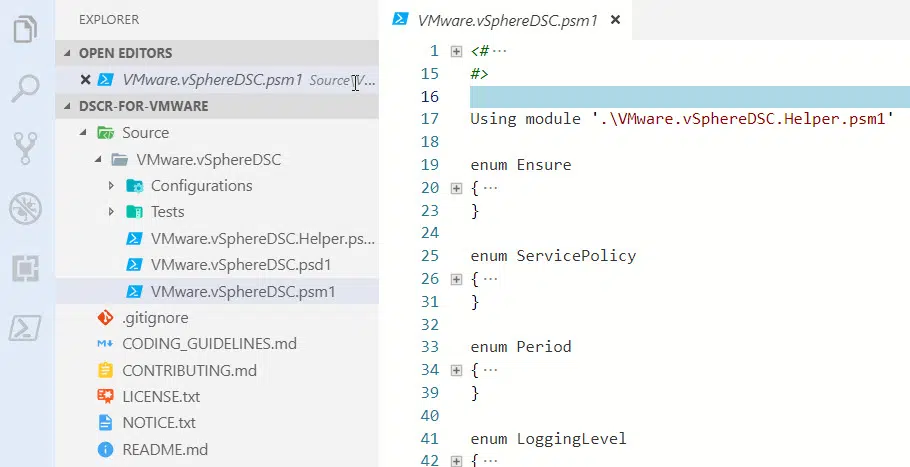 EXPLORER
OPEN EDITORS
VMware.vSphereDSC.psm1 Source\V...
DSCR-FOR-VMWARE
Source
VMware.vSphereDSC
Configurations
Tests
VMware.vSphereDSC.Helper.ps...
VMware.vSphereDSC.psd1
VMware.vSphereDSC.psm1
.gitignore
CODING_GUIDELINES.md
CONTRIBUTING.md
LICENSE.txt
NOTICE.txt
README.md
VMware.vSphereDSC.psm1
1 <# ...
15 #>
16
17 Using module '.\VMware.vSphereDSC.Helper.psm1'
18
19 enum Ensure
20 { ...
23 }
24
25 enum ServicePolicy
26 { ...
31 }
32
33 enum Period
34 { ...
39 }
40
41 enum LoggingLevel
42 { ...